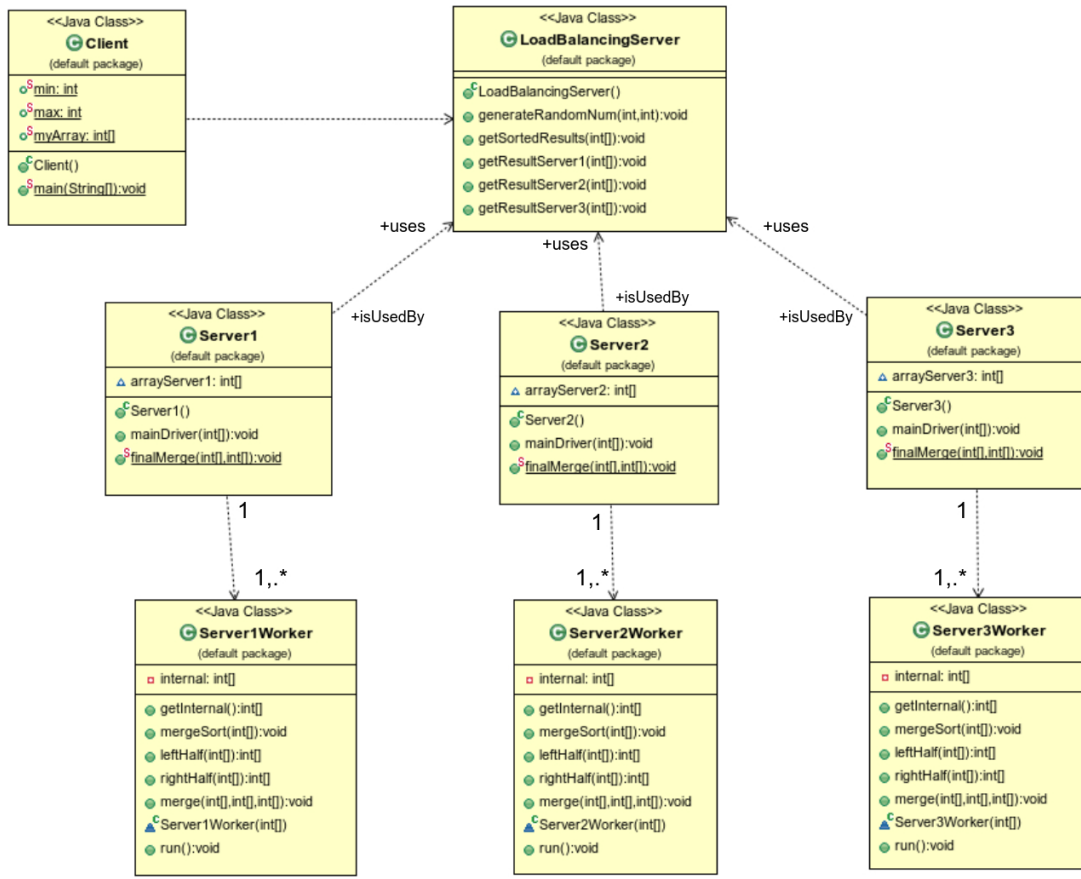 <<Java Class>>
Client
(default package)
min: int
max: int
myArray: int[]
Client()
main(String[]):void
<<Java Class>>
LoadBalancingServer
(default package)
LoadBalancingServer()
generateRandomNum(int,int):void
getSortedResults(int[]):void
getResultServer1(int[]):void
getResultServer2(int[]):void
getResultServer3(int[]):void
+uses
+uses
+uses
+isUsedBy
+isUsedBy
+isUsedBy
<<Java Class>>
Server1
(default package)
arrayServer1: int[]
Server1()
mainDriver(int[]):void
finalMerge(int[],int[]):void
<<Java Class>>
Server2
(default package)
arrayServer2: int[]
Server2()
mainDriver(int[]):void
finalMerge(int[],int[]):void
<<Java Class>>
Server3
(default package)
arrayServer3: int[]
Server3()
mainDriver(int[]):void
finalMerge(int[],int[]):void
1
1
1
1,.*
1,.*
1,.*
<<Java Class>>
Server1Worker
(default package)
internal: int[]
getInternal():int[]
mergeSort(int[]):void
leftHalf(int[]):int[]
rightHalf(int[]):int[]
merge(int[],int[],int[]):void
Server1Worker(int[])
run():void
<<Java Class>>
Server2Worker
(default package)
internal: int[]
getInternal():int[]
mergeSort(int[]):void
leftHalf(int[]):int[]
rightHalf(int[]):int[]
merge(int[],int[],int[]):void
Server2Worker(int[])
run():void
<<Java Class>>
Server3Worker
(default package)
internal: int[]
getInternal():int[]
mergeSort(int[]):void
leftHalf(int[]):int[]
rightHalf(int[]):int[]
merge(int[],int[],int[]):void
Server3Worker(int[])
run():void